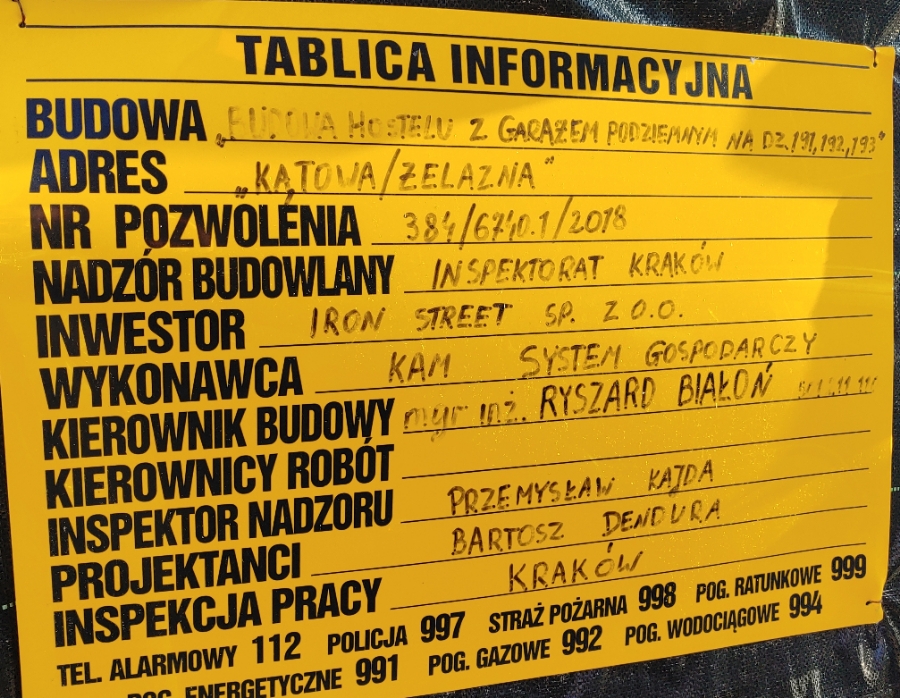 TABLICA INFORMACYJNA
BUDOWA „BUDOWA HOSTELU Z GARAŻEM PODZIEMNYM NA DZ.191,192,193"
ADRES „KĄTOWA/ŻELAZNA"
NR POZWOLENIA 384/6740.1/2018
NADZÓR BUDOWLANY INSPEKTORAT KRAKÓW
INWESTOR IRON STREET SP. Z O.O.
WYKONAWCA KAM SYSTEM GOSPODARCZY
KIEROWNIK BUDOWY mgr inż. RYSZARD BIAŁOŃ
KIEROWNICY ROBÓT
INSPEKTOR NADZORU PRZEMYSŁAW KAJDA
PROJEKTANCI BARTOSZ DENDURA
INSPEKCJA PRACY KRAKÓW
TEL. ALARMOWY 112 POLICJA 997 STRAŻ POŻARNA 998 POG. RATUNKOWE 999
POG. ENERGETYCZNE 991 POG. GAZOWE 992 POG. WODOCIĄGOWE 994